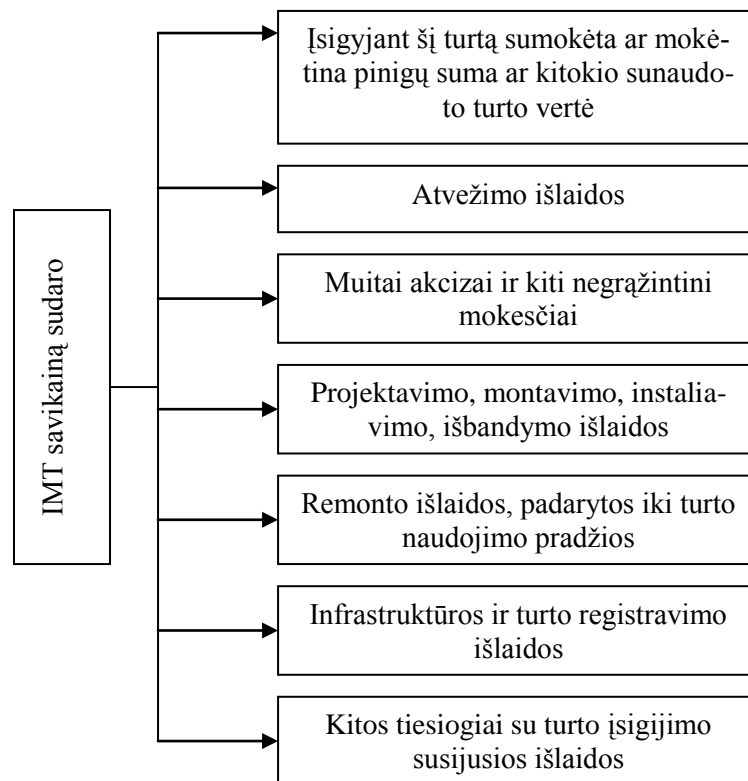 IMT savikainą sudaro
Įsigyjant šį turtą sumokėta ar mokė-
tina pinigų suma ar kitokio sunaudo-
to turto vertė
Atvežimo išlaidos
Muitai akcizai ir kiti negrąžintini
mokesčiai
Projektavimo, montavimo, instalia-
vimo, išbandymo išlaidos
Remonto išlaidos, padarytos iki turto
naudojimo pradžios
Infrastruktūros ir turto registravimo
išlaidos
Kitos tiesiogiai su turto įsigijimo
susijusios išlaidos